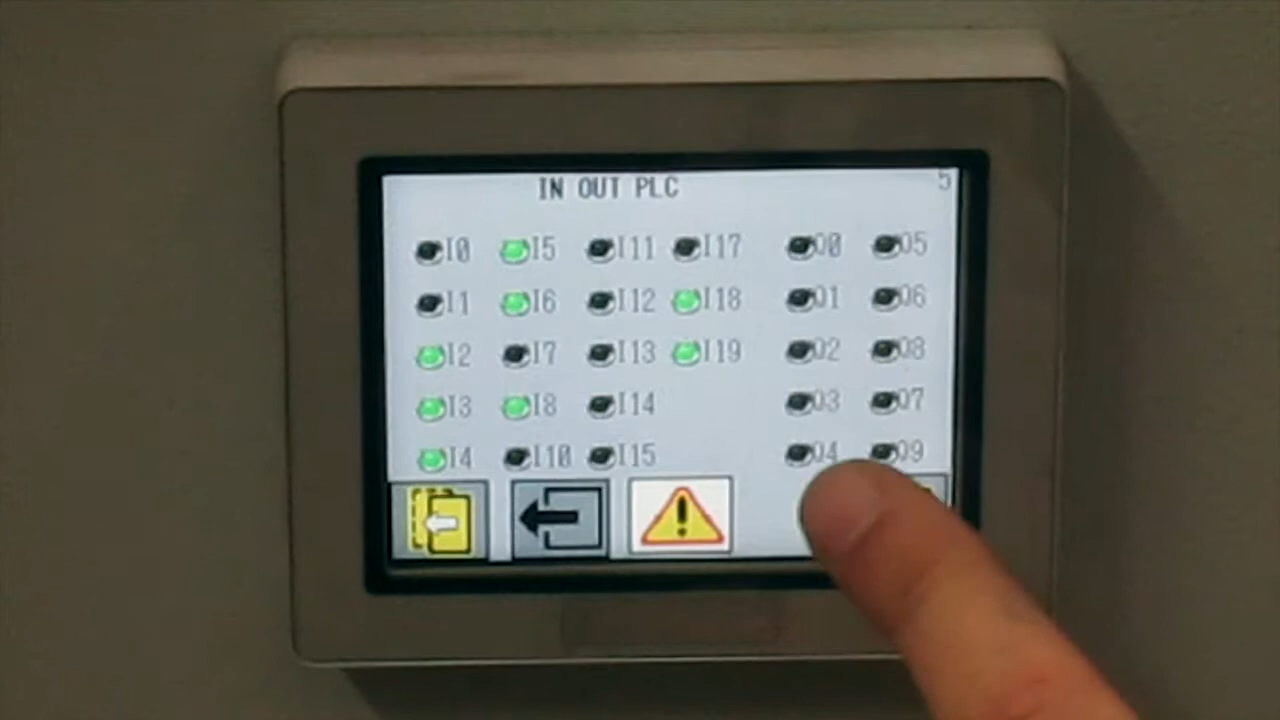 IN OUT PLC 5
I0 I5 I11 I17 O0 O5
I1 I6 I12 I18 O1 O6
I2 I7 I13 I19 O2 O8
I3 I8 I14 O3 O7
I4 I10 I15 O4 O9